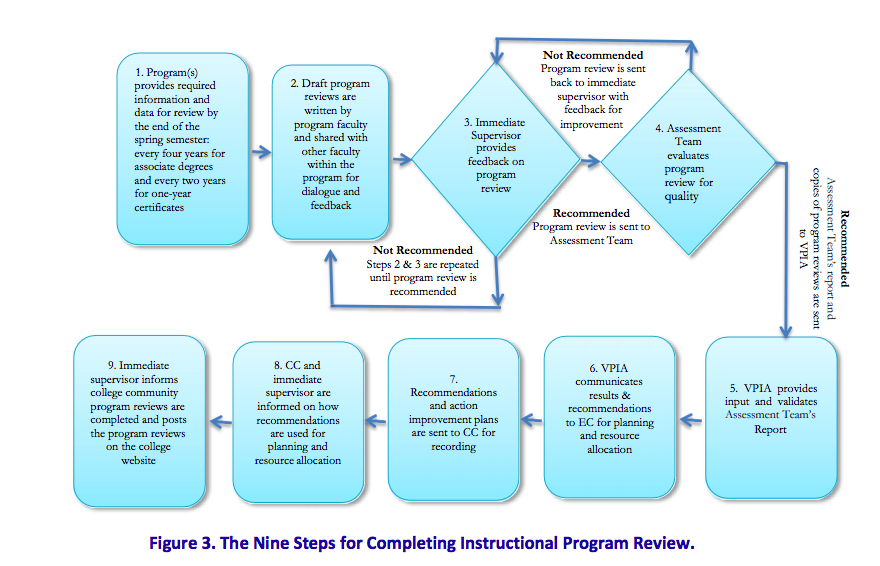 1. Program(s)
provides required
information and
data for review by
the end of the
spring semester:
every four years for
associate degrees
and every two years
for one-year
certificates
2. Draft program
reviews are
written by
program faculty
and shared with
other faculty
within the
program for
dialogue and
feedback
3. Immediate
Supervisor
provides
feedback on
program
review
Not Recommended
Program review is sent
back to immediate
supervisor with
feedback for
improvement
4. Assessment
Team
evaluates
program
review for
quality
Recommended
Program review is sent to
Assessment Team
Not Recommended
Steps 2 & 3 are repeated
until program review is
recommended
Recommended
Assessment Team's report and
copies of program reviews are sent
to VPIA
5. VPIA provides
input and validates
Assessment Team's
Report
6. VPIA
communicates
results &
recommendations
to EC for planning
and resource
allocation
7.
Recommendations
and action
improvement plans
are sent to CC for
recording
8. CC and
immediate
supervisor are
informed on how
recommendations
are used for
planning and
resource allocation
9. Immediate
supervisor informs
college community
program reviews are
completed and posts
the program reviews
on the college
website
Figure 3. The Nine Steps for Completing Instructional Program Review.